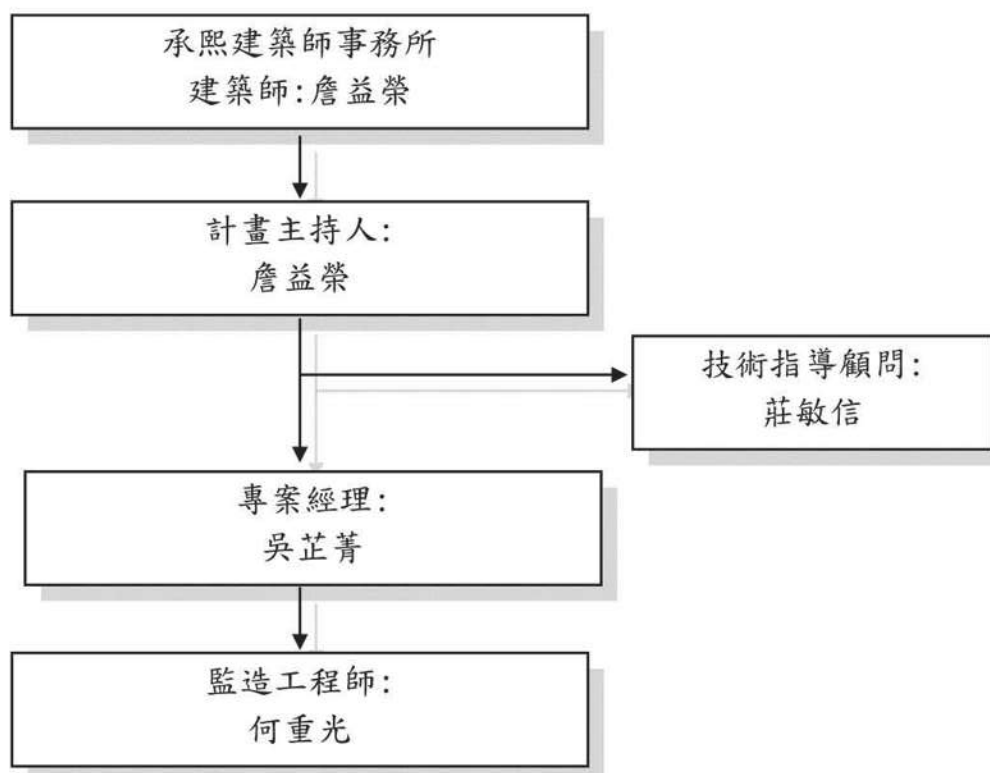 承熙建築師事務所
建築師:詹益榮
計畫主持人:
詹益榮
技術指導顧問:
莊敏信
專案經理:
吳芷菁
監造工程師:
何重光